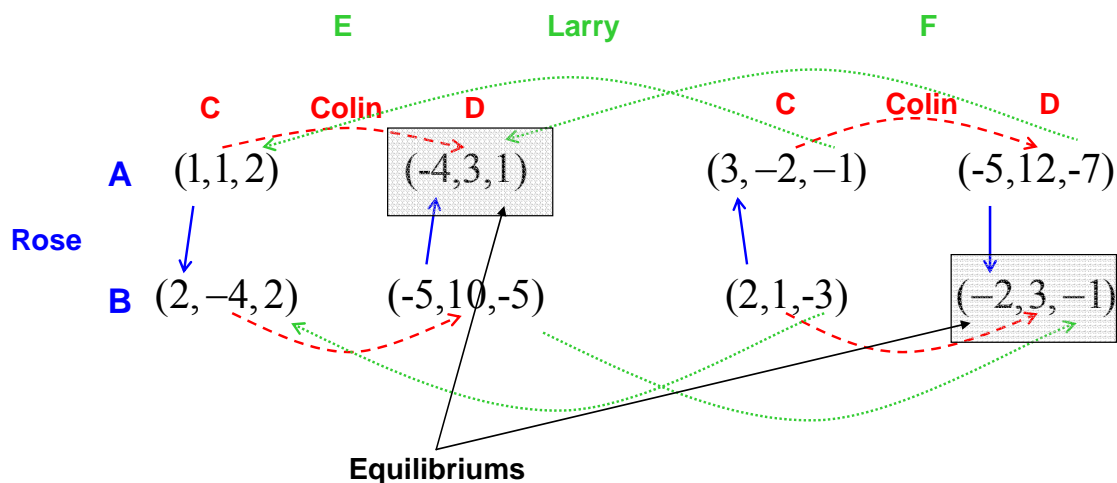 E Larry F
C Colin D C Colin D
A (1,1,2) (-4,3,1) (3,−2,−1) (-5,12,-7)
Rose
B (2,−4,2) (-5,10,-5) (2,1,-3) (−2,3,−1)
Equilibriums